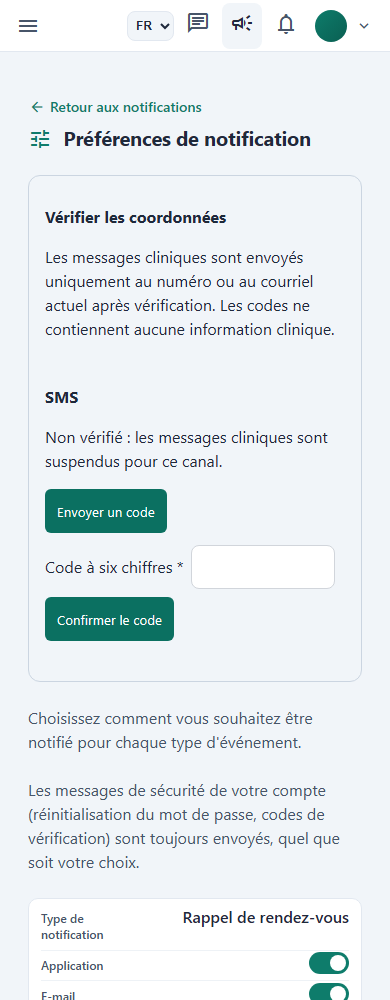 FR
Retour aux notifications
Préférences de notification
Vérifier les coordonnées
Les messages cliniques sont envoyés
uniquement au numéro ou au courriel
actuel après vérification. Les codes ne
contiennent aucune information clinique.
SMS
Non vérifié : les messages cliniques sont
suspendus pour ce canal.
Envoyer un code
Code à six chiffres *
Confirmer le code
Choisissez comment vous souhaitez être
notifié pour chaque type d'événement.
Les messages de sécurité de votre compte
(réinitialisation du mot de passe, codes de
vérification) sont toujours envoyés, quel que
soit votre choix.
Type de
notification
Rappel de rendez-vous
Application
E-mail